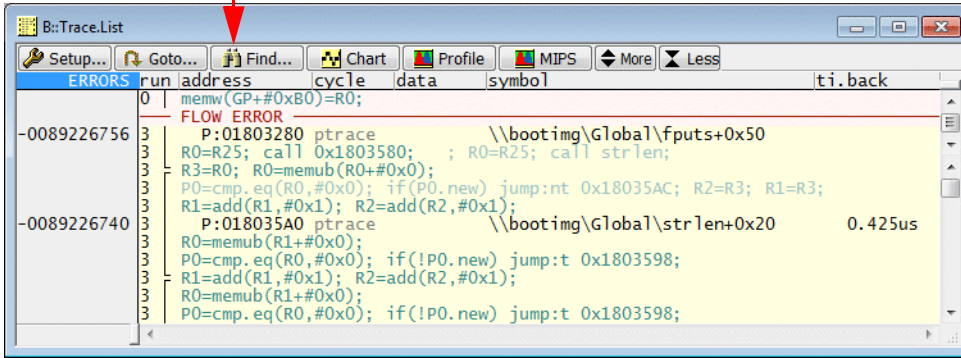 B::Trace.List
Setup... Goto... Find... Chart Profile MIPS More Less
ERRORS run address cycle data symbol ti.back
0 memw(GP+#0xB0)=R0;
FLOW ERROR
-0089226756 3 P:01803280 ptrace \\bootimg\Global\fputs+0x50
3 R0=R25; call 0x1803580; ; R0=R25; call strlen;
3 R3=R0; R0=memub(R0+#0x0);
3 P0=cmp.eq(R0,#0x0); if(P0.new) jump:nt 0x18035AC; R2=R3; R1=R3;
3 R1=add(R1,#0x1); R2=add(R2,#0x1);
-0089226740 3 P:018035A0 ptrace \\bootimg\Global\strlen+0x20 0.425us
3 R0=memub(R1+#0x0);
3 P0=cmp.eq(R0,#0x0); if(!P0.new) jump:t 0x1803598;
3 R1=add(R1,#0x1); R2=add(R2,#0x1);
3 R0=memub(R1+#0x0);
3 P0=cmp.eq(R0,#0x0); if(!P0.new) jump:t 0x1803598;